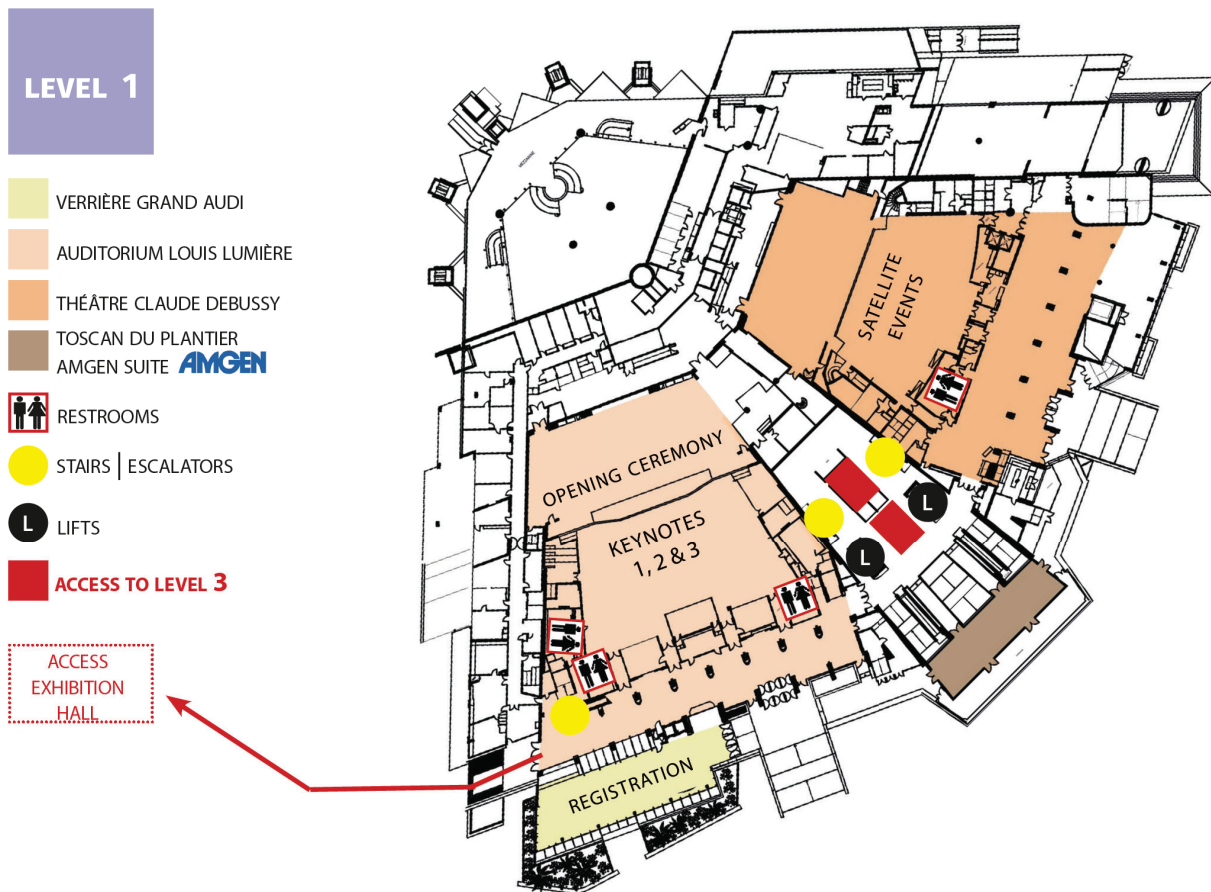 LEVEL 1
VERRIÈRE GRAND AUDI
AUDITORIUM LOUIS LUMIÈRE
THÉÂTRE CLAUDE DEBUSSY
TOSCAN DU PLANTIER
AMGEN SUITE AMGEN
RESTROOMS
STAIRS | ESCALATORS
L LIFTS
ACCESS TO LEVEL 3
ACCESS
EXHIBITION
HALL
MEZZANINE
SATELLITE
EVENTS
OPENING CEREMONY
KEYNOTES
1, 2 & 3
L
L
REGISTRATION